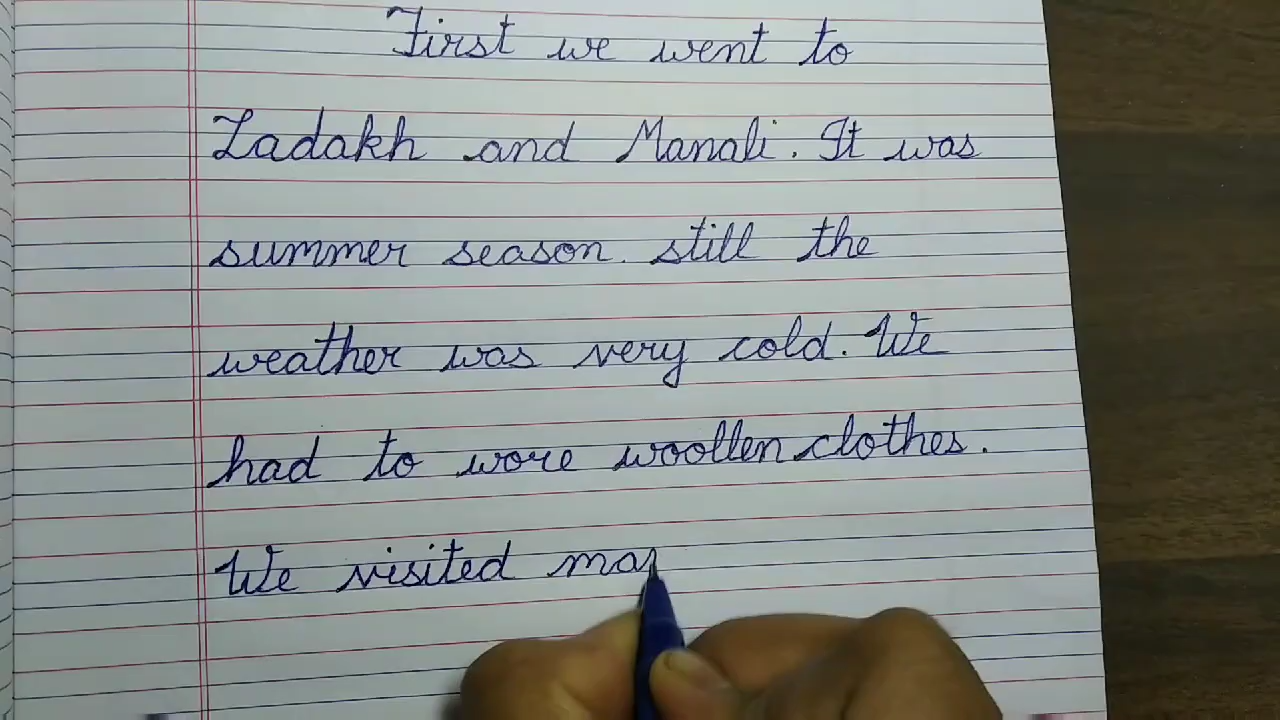 First we went to
Ladakh and Manali. It was
summer season. still the
weather was very cold. We
had to wore woollen clothes.
We visited